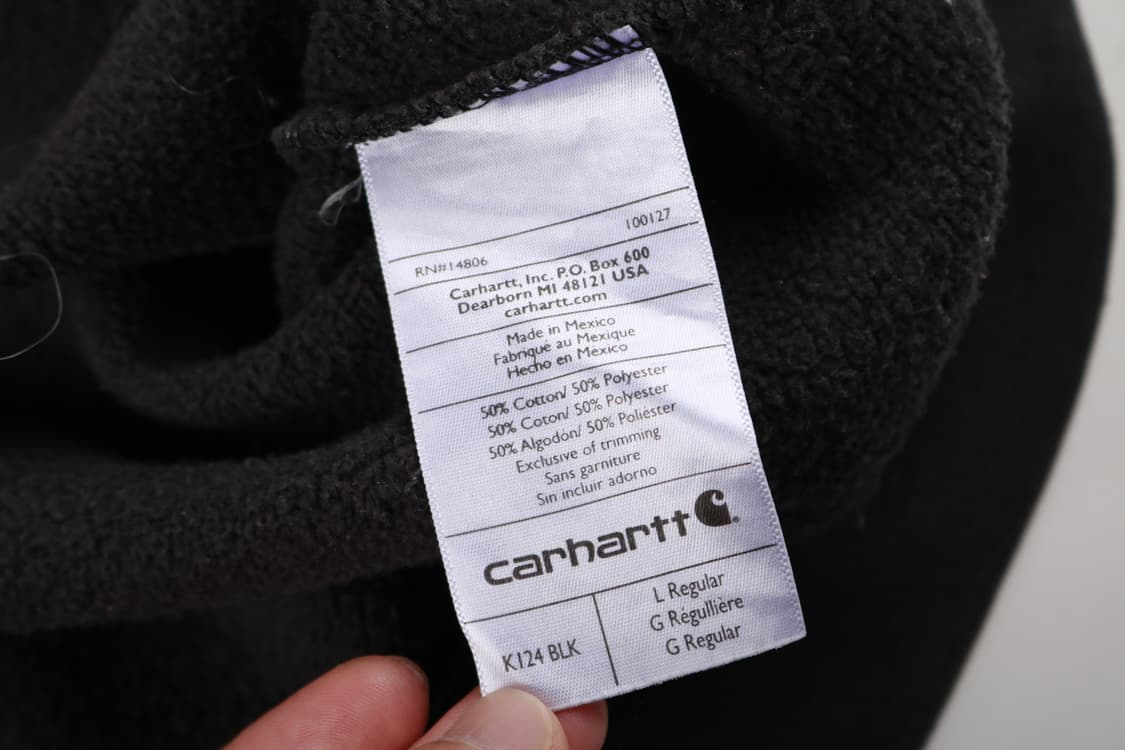 RN#14806 100127
Carhartt, Inc. P.O. Box 600
Dearborn MI 48121 USA
carhartt.com
Made in Mexico
Fabriqué au Mexique
Hecho en México
50% Cotton/ 50% Polyester
50% Coton/ 50% Polyester
50% Algodón/ 50% Poliéster
Exclusive of trimming
Sans garniture
Sin incluir adorno
carhartt
K124 BLK
L Regular
G Régullière
G Regular